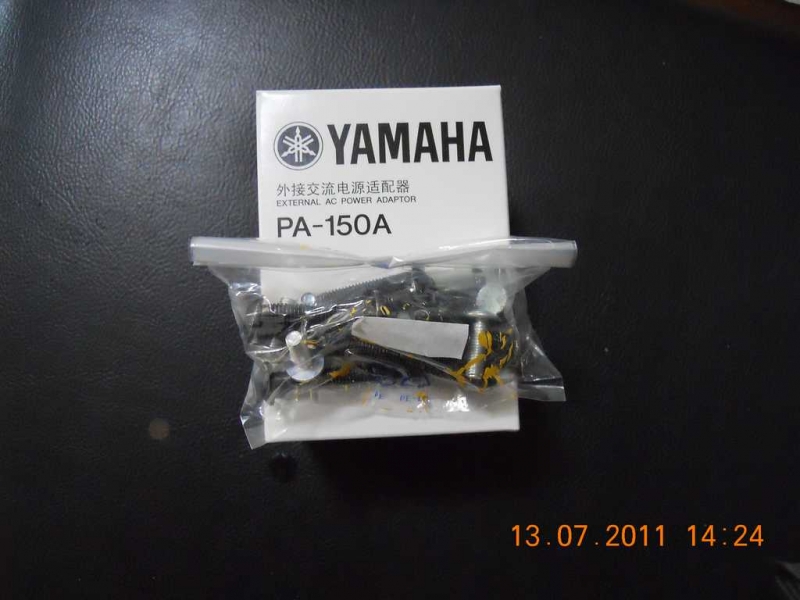 YAMAHA
外接交流电源适配器
EXTERNAL AC POWER ADAPTOR
PA-150A
13.07.2011 14:24